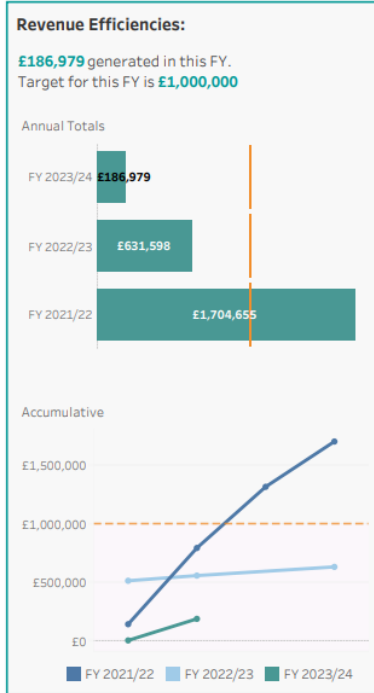 Revenue Efficiencies:
£186,979 generated in this FY.
Target for this FY is £1,000,000
Annual Totals
FY 2023/24 £186,979
FY 2022/23 £631,598
FY 2021/22 £1,704,655
Accumulative
£1,500,000
£1,000,000
£500,000
£0
FY 2021/22 FY 2022/23 FY 2023/24